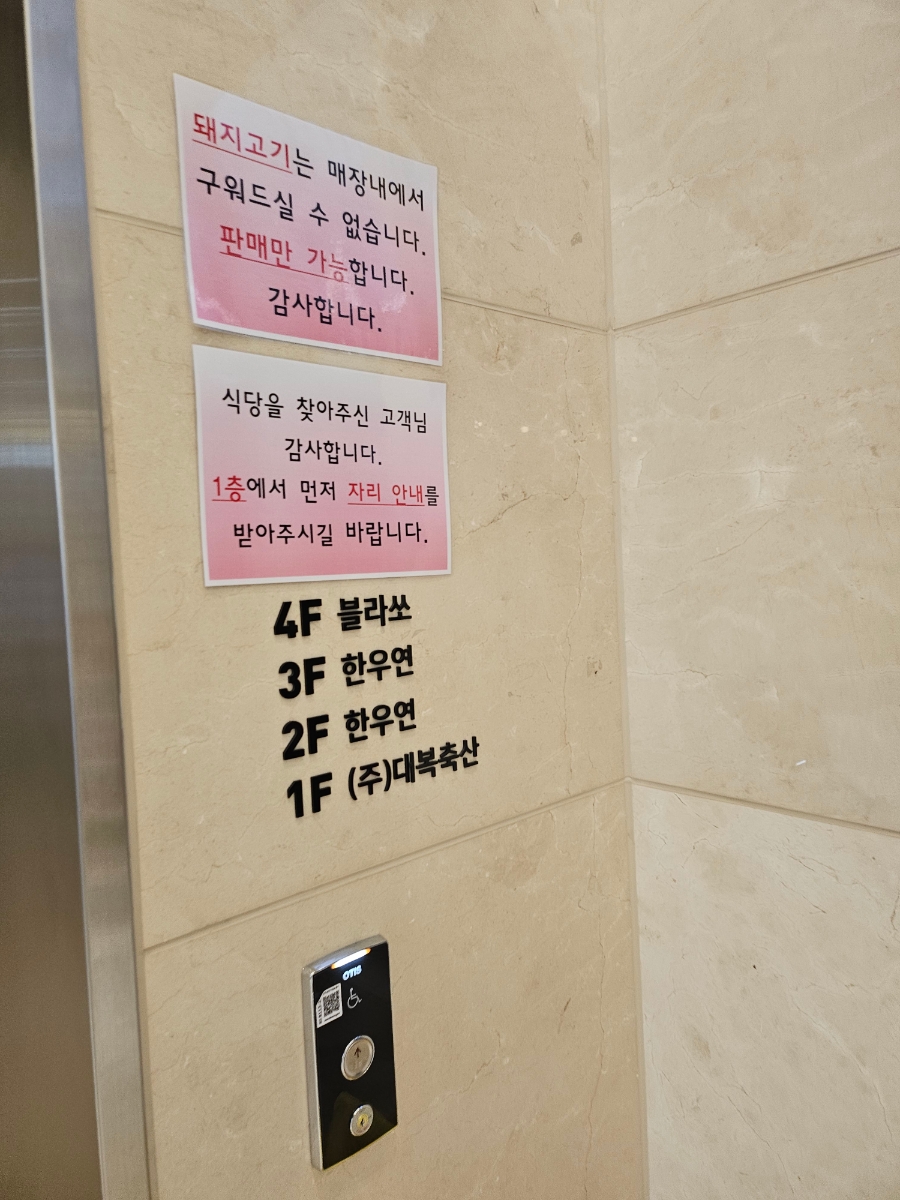 돼지고기는 매장내에서
구워드실 수 없습니다.
판매만 가능합니다.
감사합니다.
식당을 찾아주신 고객님
감사합니다.
1층에서 먼저 자리 안내를
받아주시길 바랍니다.
4F 블라쏘
3F 한우연
2F 한우연
1F (주)대복축산
OTIS